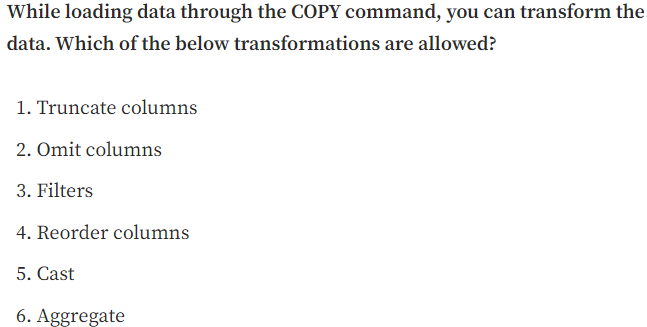 While loading data through the COPY command, you can transform the
data. Which of the below transformations are allowed?
1. Truncate columns
2. Omit columns
3. Filters
4. Reorder columns
5. Cast
6. Aggregate